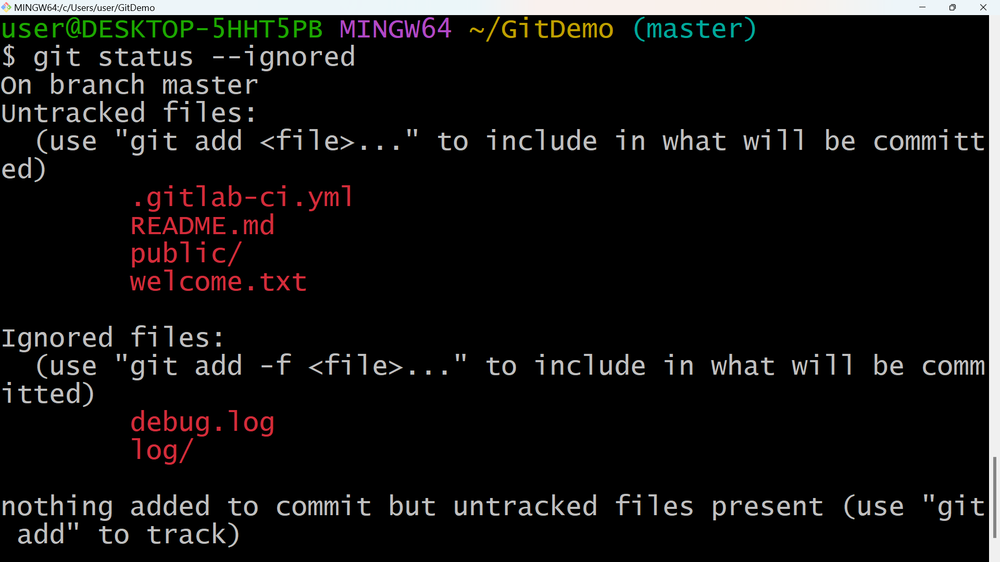 MINGW64:/c/Users/user/GitDemo
user@DESKTOP-5HHT5PB MINGW64 ~/GitDemo (master)
$ git status --ignored
On branch master
Untracked files:
  (use "git add <file>..." to include in what will be committ
ed)
        .gitlab-ci.yml
        README.md
        public/
        welcome.txt
Ignored files:
  (use "git add -f <file>..." to include in what will be comm
itted)
        debug.log
        log/
nothing added to commit but untracked files present (use "git
 add" to track)